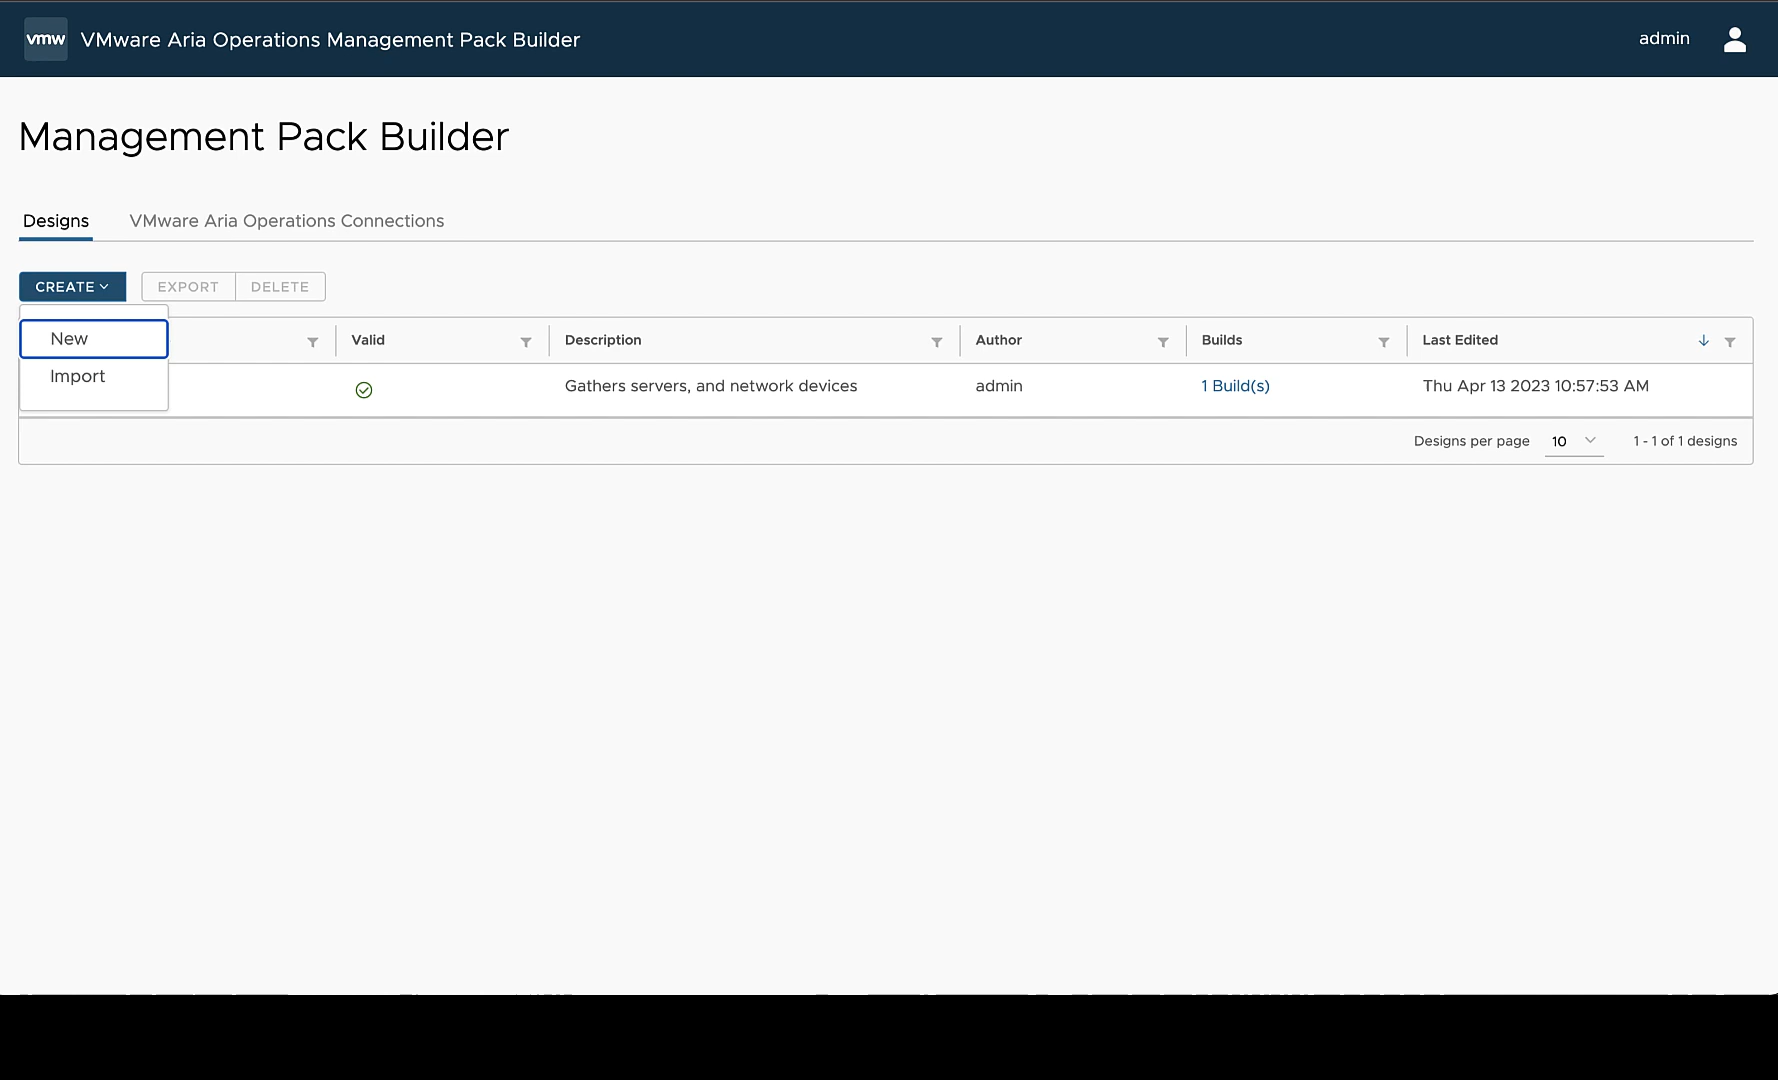 vmw VMware Aria Operations Management Pack Builder admin
Management Pack Builder
Designs VMware Aria Operations Connections
CREATE EXPORT DELETE
New
Import
Valid Description Author Builds Last Edited
Gathers servers, and network devices admin 1 Build(s) Thu Apr 13 2023 10:57:53 AM
Designs per page 10 1 - 1 of 1 designs